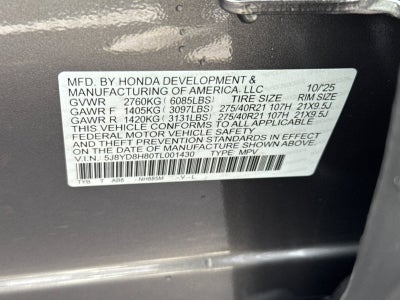 MFD. BY HONDA DEVELOPMENT &
MANUFACTURING OF AMERICA, LLC 10/'25
GVWR 2760KG (6085LBS) TIRE SIZE RIM SIZE
GAWR F 1405KG (3097LBS) 275/40R21 107H 21X9.5J
GAWR R 1420KG (3131LBS) 275/40R21 107H 21X9.5J
THIS VEHICLE CONFORMS TO ALL APPLICABLE
FEDERAL MOTOR VEHICLE SAFETY AND
THEFT PREVENTION STANDARDS IN EFFECT ON
THE DATE OF MANUFACTURE SHOWN ABOVE.
V.I.N.: 5J8YD8H80TL001430 TYPE: MPV
TYB T A86 NH885M -V-L